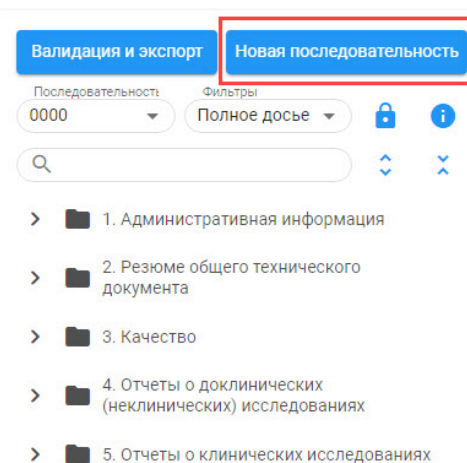 Валидация и экспорт Новая последовательность
Последовательность Фильтры
0000 Полное досье
1. Административная информация
2. Резюме общего технического
документа
3. Качество
4. Отчеты о доклинических
(неклинических) исследованиях
5. Отчеты о клинических исследованиях